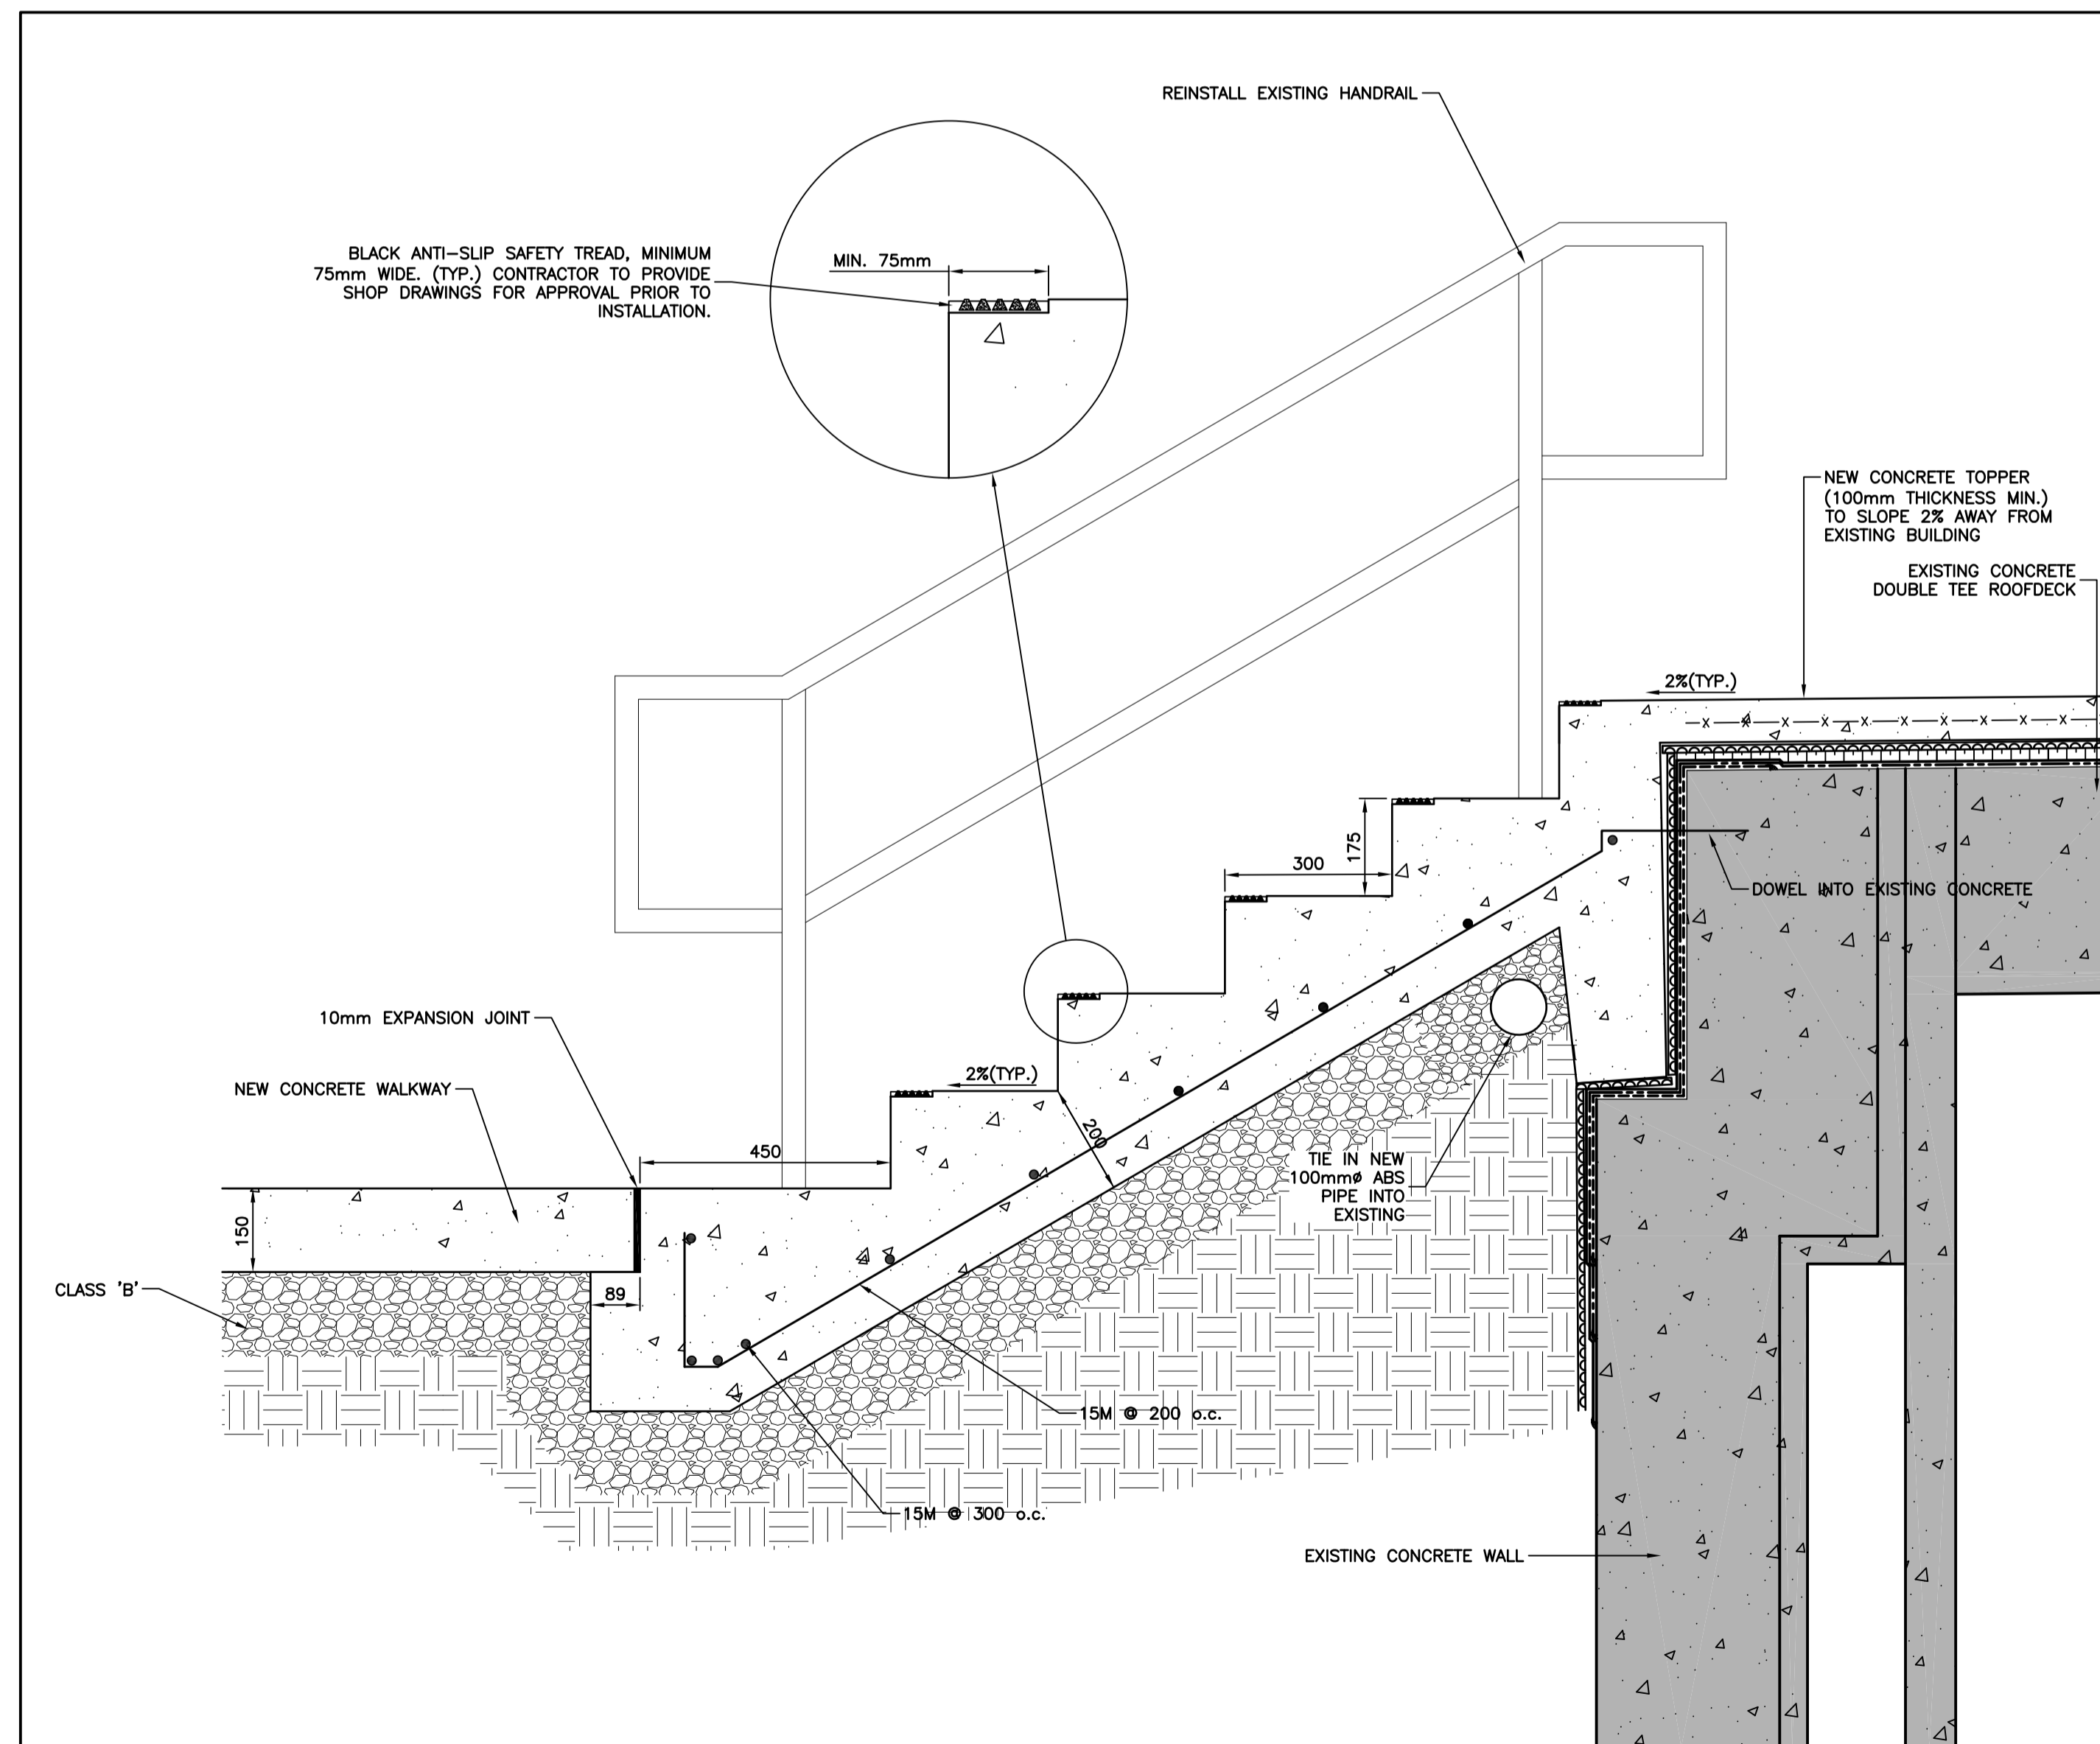 REINSTALL EXISTING HANDRAIL
BLACK ANTI-SLIP SAFETY TREAD, MINIMUM
75mm WIDE. (TYP.) CONTRACTOR TO PROVIDE
SHOP DRAWINGS FOR APPROVAL PRIOR TO
INSTALLATION.
MIN. 75mm
NEW CONCRETE TOPPER
(100mm THICKNESS MIN.)
TO SLOPE 2% AWAY FROM
EXISTING BUILDING
EXISTING CONCRETE
DOUBLE TEE ROOFDECK
2%(TYP.)
x x x x x x x x x x
175
300
DOWEL INTO EXISTING CONCRETE
10mm EXPANSION JOINT
NEW CONCRETE WALKWAY
2%(TYP.)
200
450
TIE IN NEW
100mmø ABS
PIPE INTO
EXISTING
150
CLASS 'B'
89
15M @ 200 o.c.
15M @ 300 o.c.
EXISTING CONCRETE WALL